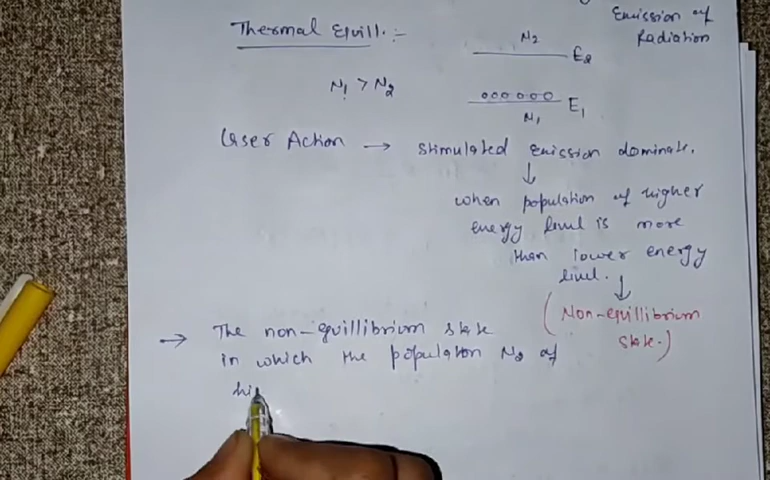 Emission of
Radiation
Thermal Equill. :-
N2
E2
N1 > N2
000000
E1
N1
Laser Action → stimulated emission dominate.
↓
when population of higher
energy level is more
than lower energy
level.
↓
(Non-equillibrium
state.)
→ The non-equillibrium state
in which the population N2 of
hi